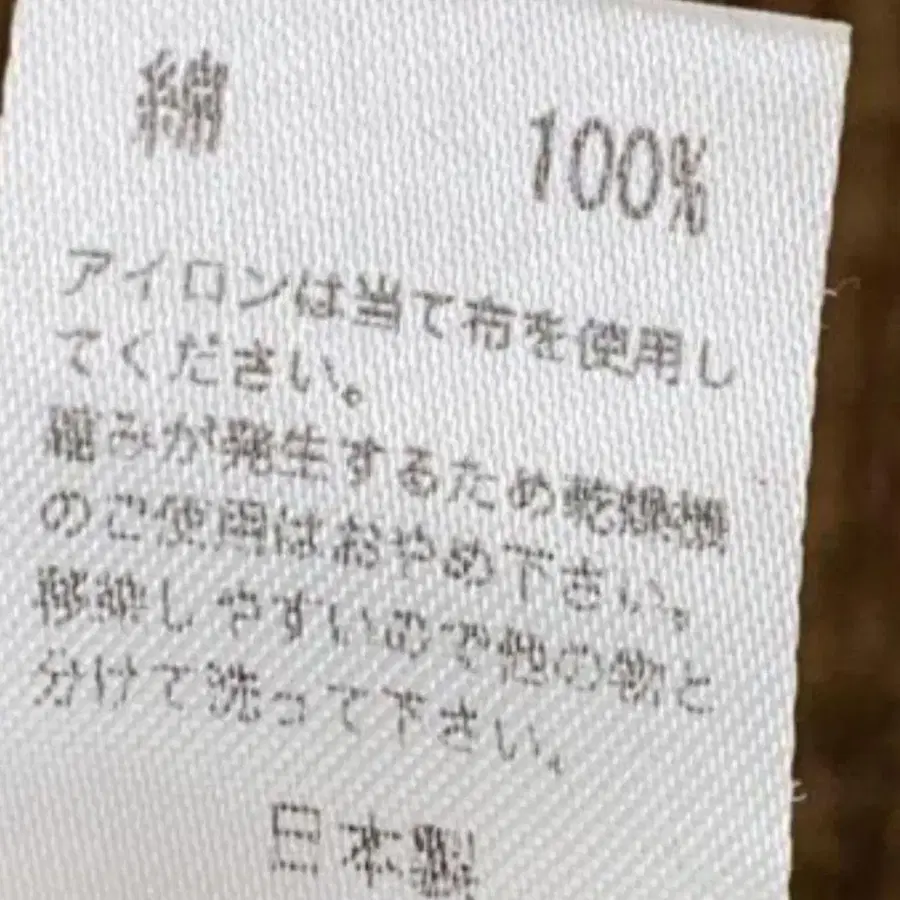 綿 100%
アイロンは当て布を使用し
てください。
縮みが発生するため乾燥機
のご使用はおやめ下さい。
移染しやすいので他の物と
分けて洗って下さい。
日本製